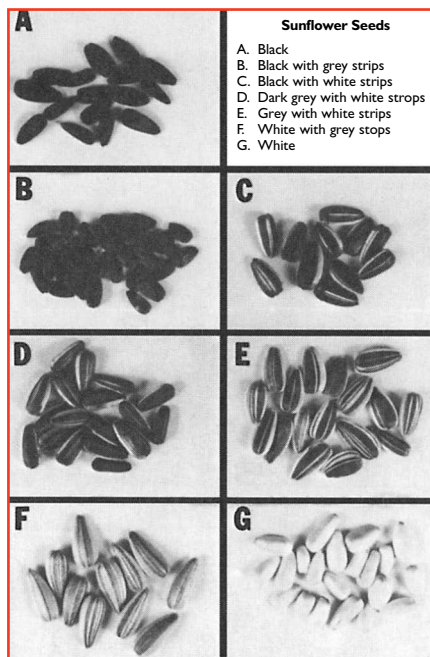 A
Sunflower Seeds
A. Black
B. Black with grey strips
C. Black with white strips
D. Dark grey with white strops
E. Grey with white strips
F. White with grey stops
G. White
B
C
D
E
F
G